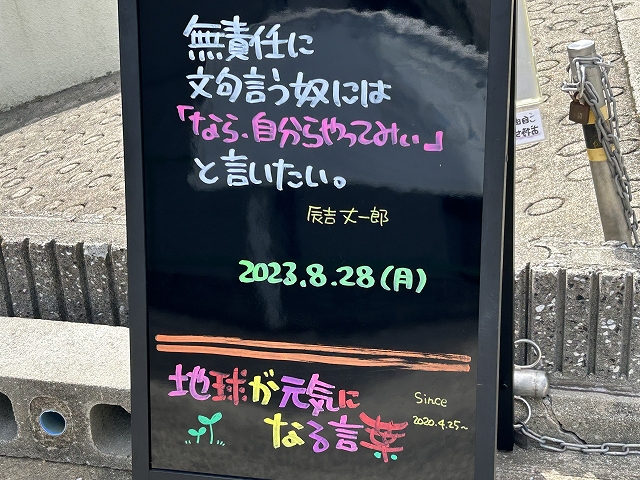 無責任に
文句言う奴には
「なら、自分らやってみい」
と言いたい。
辰吉丈一郎
2023.8.28(月)
地球が元気に
なる言葉
Since
2020.4.25~